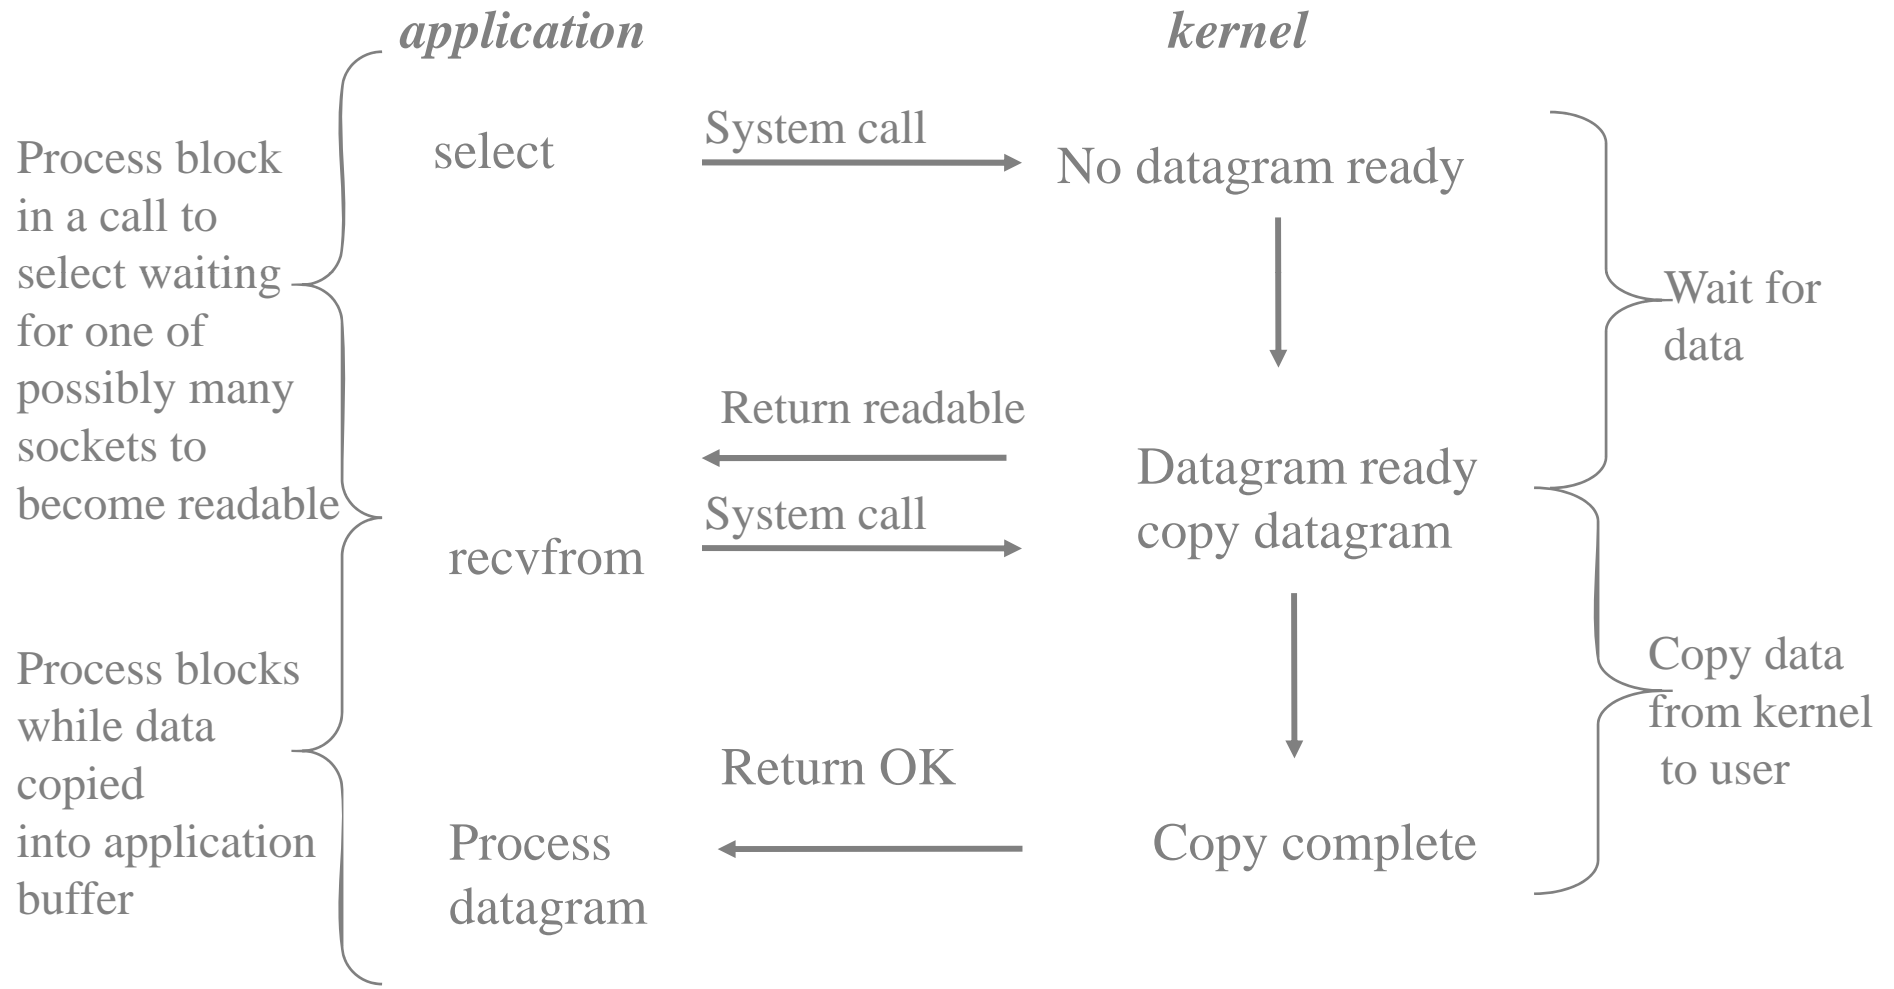 application
kernel
Process block
in a call to
select waiting
for one of
possibly many
sockets to
become readable
select
System call
No datagram ready
Wait for
data
Return readable
Datagram ready
copy datagram
System call
recvfrom
Process blocks
while data
copied
into application
buffer
Copy data
from kernel
to user
Return OK
Process
datagram
Copy complete